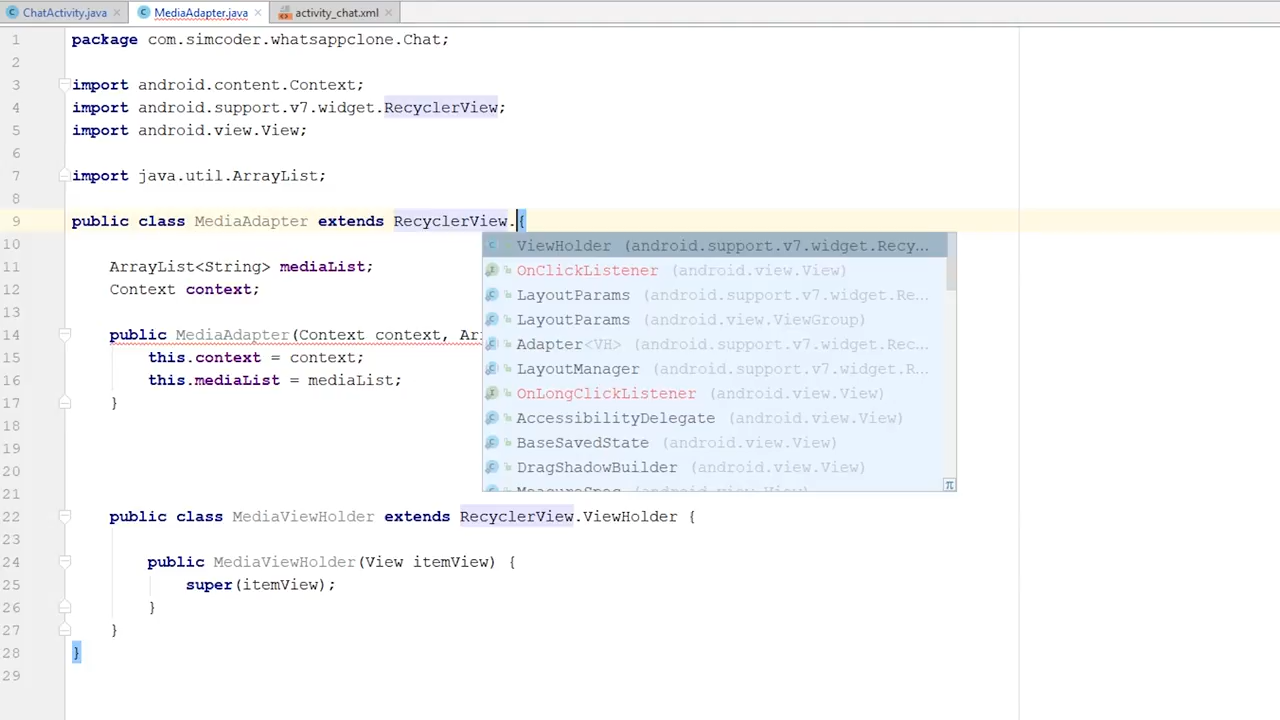 ChatActivity.java MediaAdapter.java activity_chat.xml
1 package com.simcoder.whatsappclone.Chat;
2
3 import android.content.Context;
4 import android.support.v7.widget.RecyclerView;
5 import android.view.View;
6
7 import java.util.ArrayList;
8
9 public class MediaAdapter extends RecyclerView.{
10
ViewHolder (android.support.v7.widget.Recy...
11 ArrayList<String> mediaList;
OnClickListener (android.view.View)
12 Context context;
LayoutParams (android.support.v7.widget.Re...
13
LayoutParams (android.view.ViewGroup)
14 public MediaAdapter(Context context, Arr
Adapter<VH> (android.support.v7.widget.Rec...
15 this.context = context;
LayoutManager (android.support.v7.widget.R...
16 this.mediaList = mediaList;
OnLongClickListener (android.view.View)
17 }
AccessibilityDelegate (android.view.View)
18
BaseSavedState (android.view.View)
19
DragShadowBuilder (android.view.View)
20
MeasureSpec (android.view.View)
π
21
22 public class MediaViewHolder extends RecyclerView.ViewHolder {
23
24 public MediaViewHolder(View itemView) {
25 super(itemView);
26 }
27 }
28 }
29